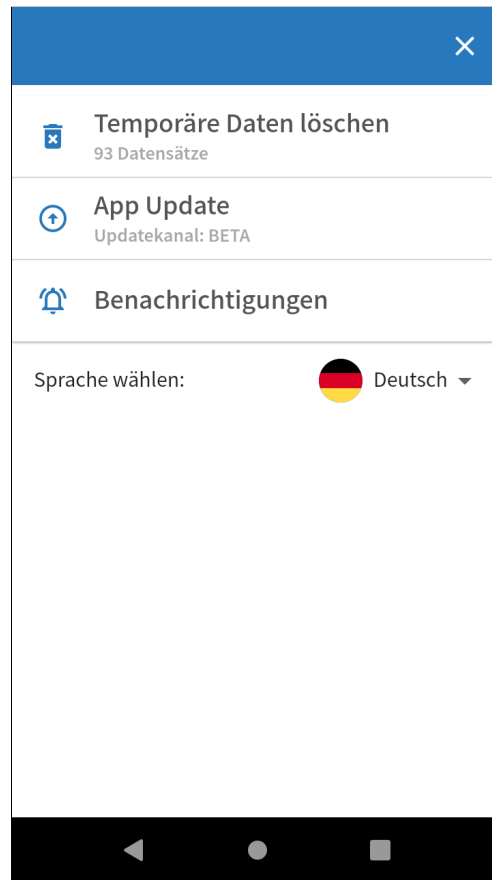 Temporäre Daten löschen
93 Datensätze
App Update
Updatekanal: BETA
Benachrichtigungen
Sprache wählen: Deutsch